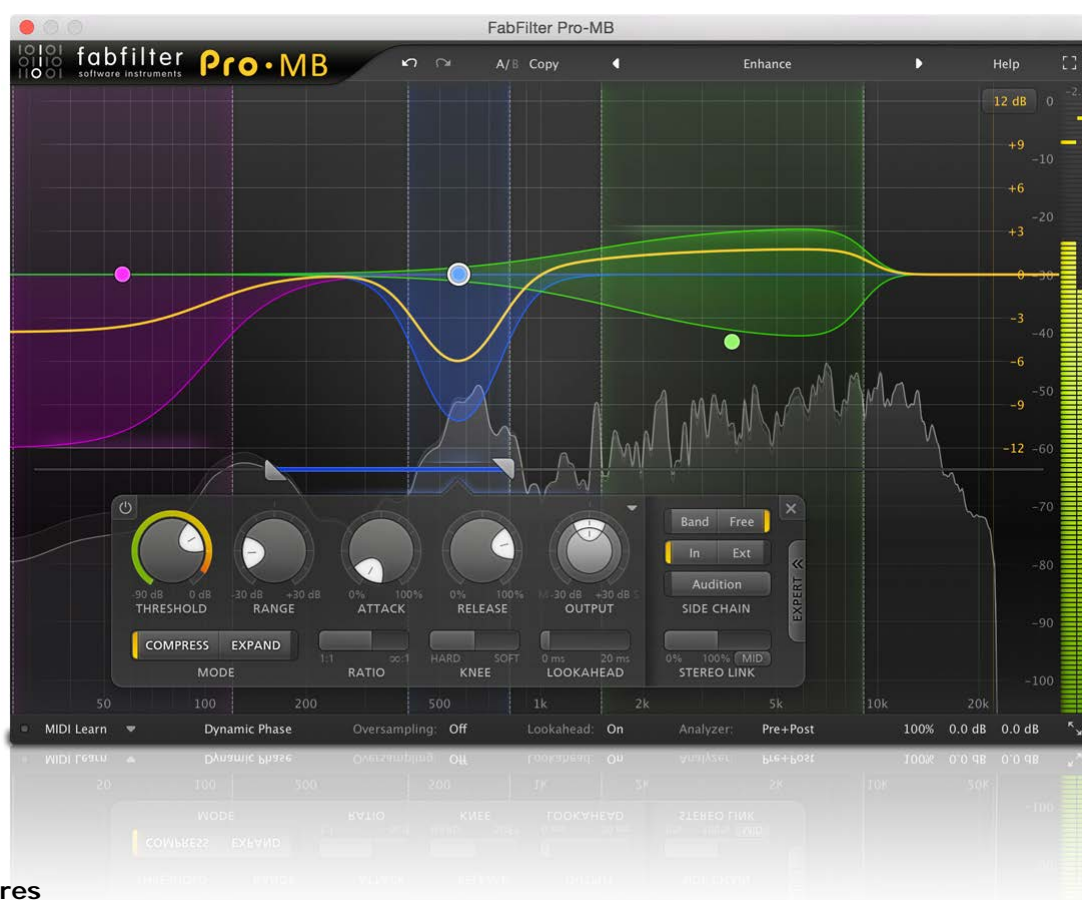 FabFilter Pro-MB
fabfilter Pro·MB
software instruments
A/B Copy Enhance Help
12 dB 0
+9 -10
+6
-20
+3
0 -30
-3
-40
-6
-50
-9
-12 -60
-70
-80
-90
-100
Band Free
In Ext
Audition
SIDE CHAIN
EXPERT
-90 dB 0 dB -30 dB +30 dB 0% 100% 0% 100% M -30 dB +30 dB S
THRESHOLD RANGE ATTACK RELEASE OUTPUT
COMPRESS EXPAND
1:1 ∞:1 HARD SOFT 0 ms 20 ms 0% 100% MID
MODE RATIO KNEE LOOKAHEAD STEREO LINK
50 100 200 500 1k 2k 5k 10k 20k
MIDI Learn Dynamic Phase Oversampling: Off Lookahead: On Analyzer: Pre+Post 100% 0.0 dB 0.0 dB
res